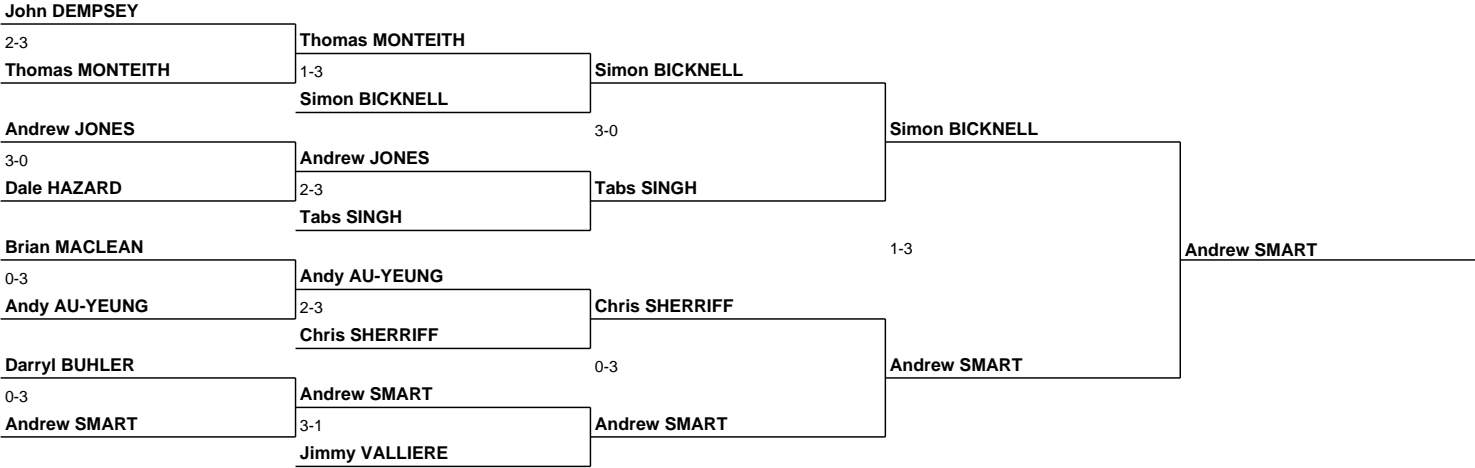 John DEMPSEY
2-3
Thomas MONTEITH
Andrew JONES
3-0
Dale HAZARD
Brian MACLEAN
0-3
Andy AU-YEUNG
Darryl BUHLER
0-3
Andrew SMART
Thomas MONTEITH
1-3
Simon BICKNELL
Andrew JONES
2-3
Tabs SINGH
Andy AU-YEUNG
2-3
Chris SHERRIFF
Andrew SMART
3-1
Jimmy VALLIERE
Simon BICKNELL
3-0
Tabs SINGH
Chris SHERRIFF
0-3
Andrew SMART
Simon BICKNELL
1-3
Andrew SMART
Andrew SMART